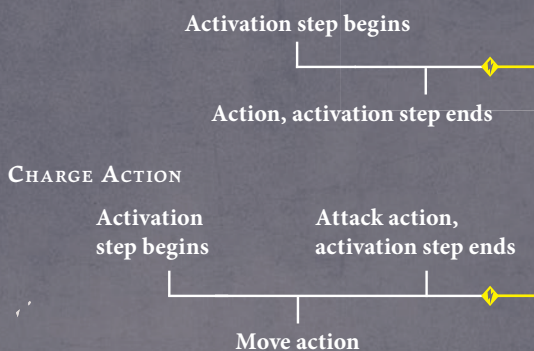 Activation step begins
Action, activation step ends
Charge Action
Activation
step begins
Attack action,
activation step ends
Move action